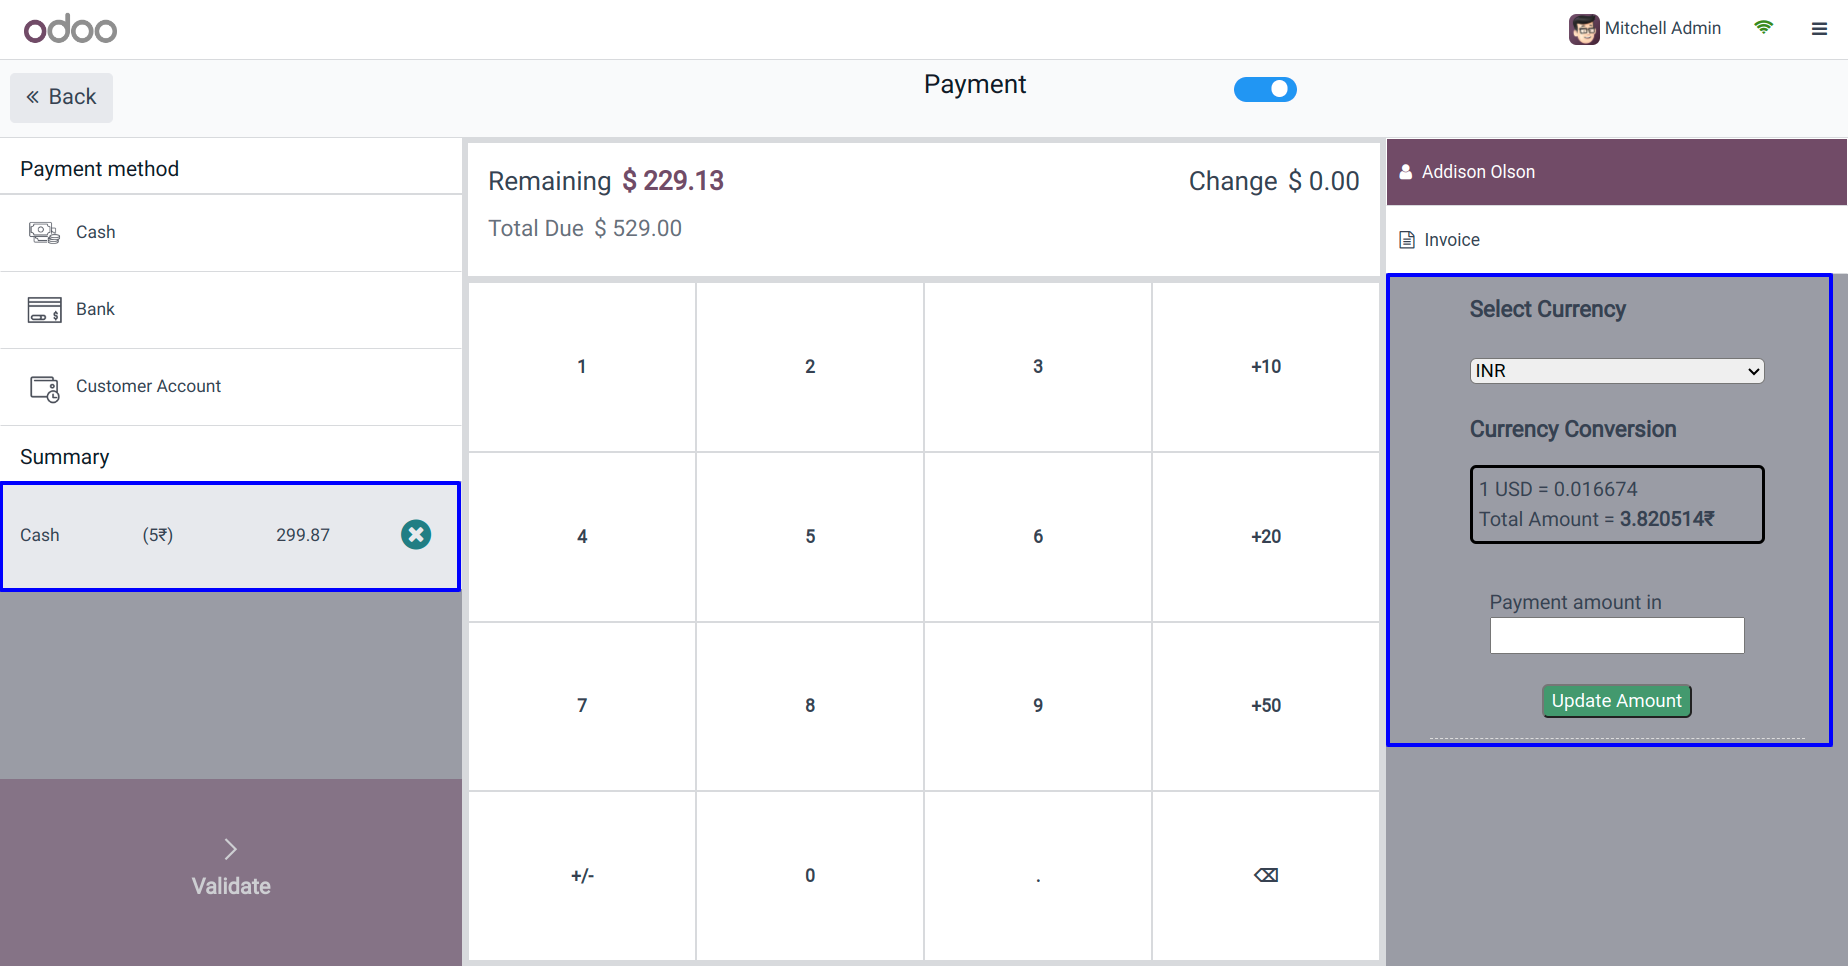 odoo
Mitchell Admin
Back
Payment
Payment method
Cash
Bank
Customer Account
Summary
Cash (5₹) 299.87
Validate
Remaining $ 229.13
Change $ 0.00
Total Due $ 529.00
1 2 3 +10
4 5 6 +20
7 8 9 +50
+/- 0 . ⌫
Addison Olson
Invoice
Select Currency
INR
Currency Conversion
1 USD = 0.016674
Total Amount = 3.820514₹
Payment amount in
Update Amount